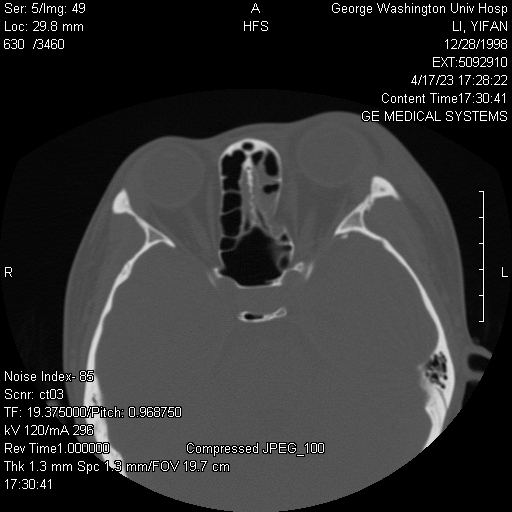 Ser: 5/Img: 49
Loc: 29.8 mm
630 /3460
A
HFS
George Washington Univ Hosp
LI, YIFAN
12/28/1998
EXT:5092910
4/17/23 17:28:22
Content Time17:30:41
GE MEDICAL SYSTEMS
R
L
Noise Index- 85
Scnr: ct03
TF: 19.375000/Pitch: 0.968750
kV 120/mA 296
Rev Time1.000000
Compressed JPEG_100
Thk 1.3 mm Spc 1.3 mm/FOV 19.7 cm
17:30:41